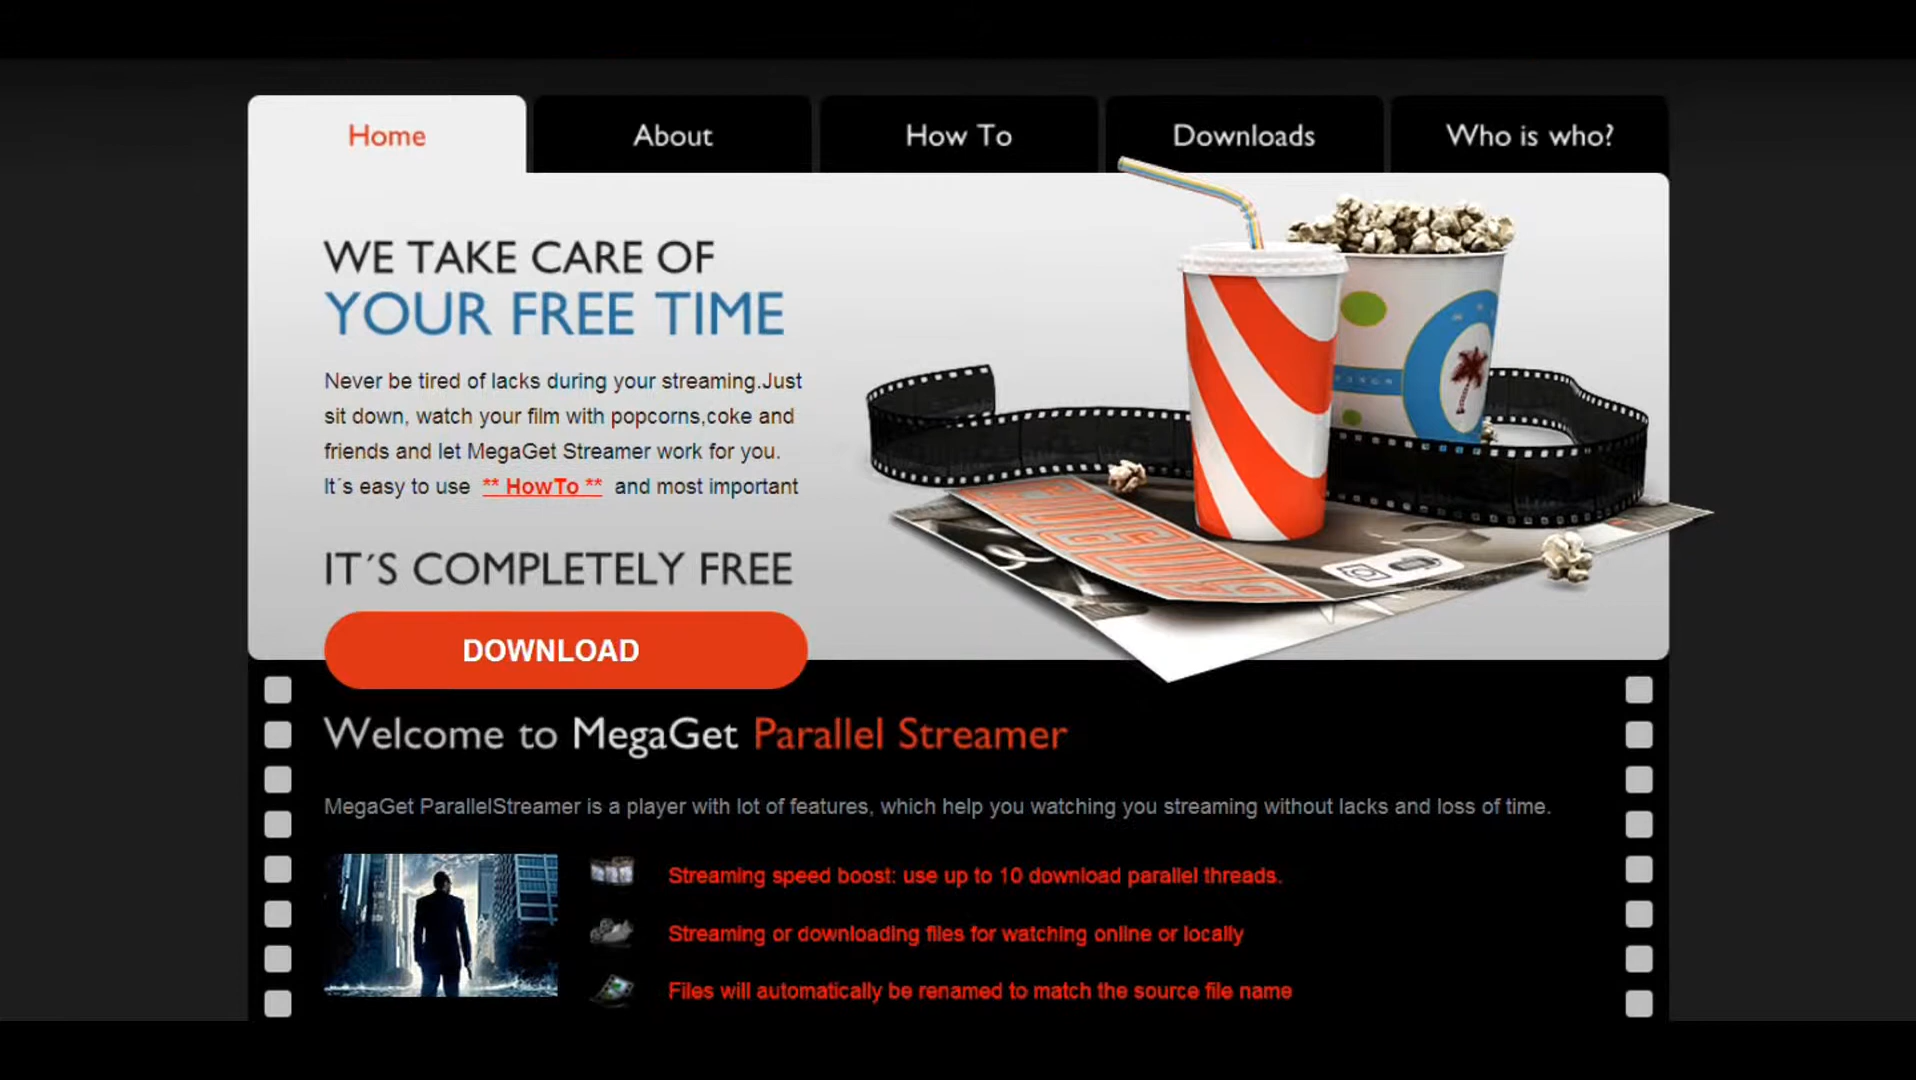 Home
About
How To
Downloads
Who is who?
WE TAKE CARE OF
YOUR FREE TIME
Never be tired of lacks during your streaming.Just
sit down, watch your film with popcorns,coke and
friends and let MegaGet Streamer work for you.
It´s easy to use ** HowTo ** and most important
IT´S COMPLETELY FREE
DOWNLOAD
Welcome to MegaGet Parallel Streamer
MegaGet ParallelStreamer is a player with lot of features, which help you watching you streaming without lacks and loss of time.
Streaming speed boost: use up to 10 download parallel threads.
Streaming or downloading files for watching online or locally
Files will automatically be renamed to match the source file name